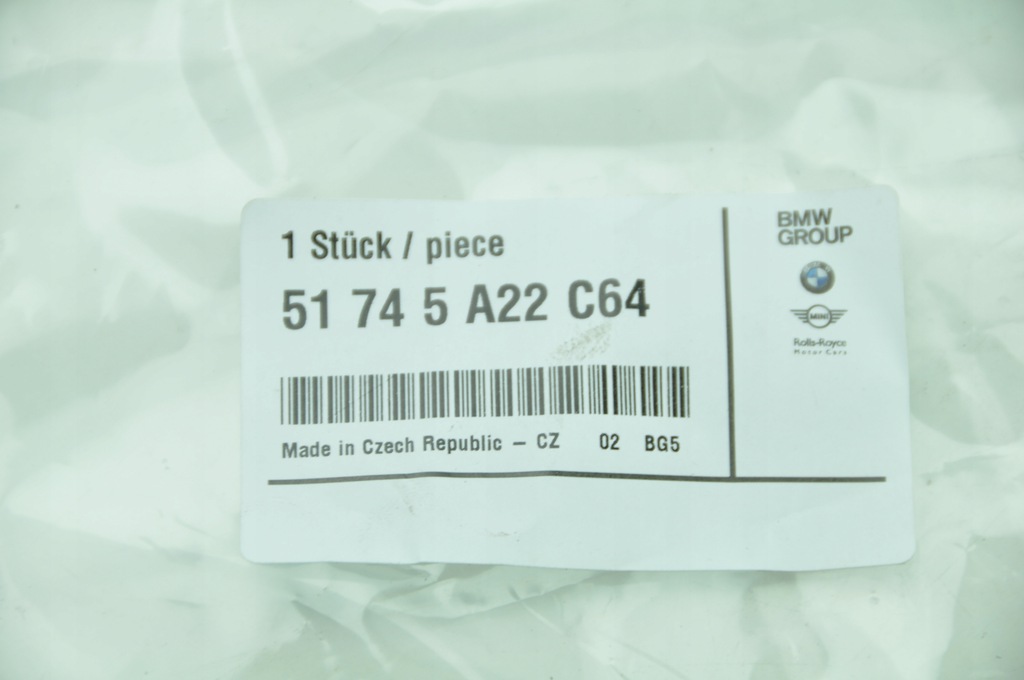 1 Stück / piece
51 74 5 A22 C64
Made in Czech Republic – CZ 02 BG5
BMW
GROUP
MINI
Rolls-Royce
Motor Cars